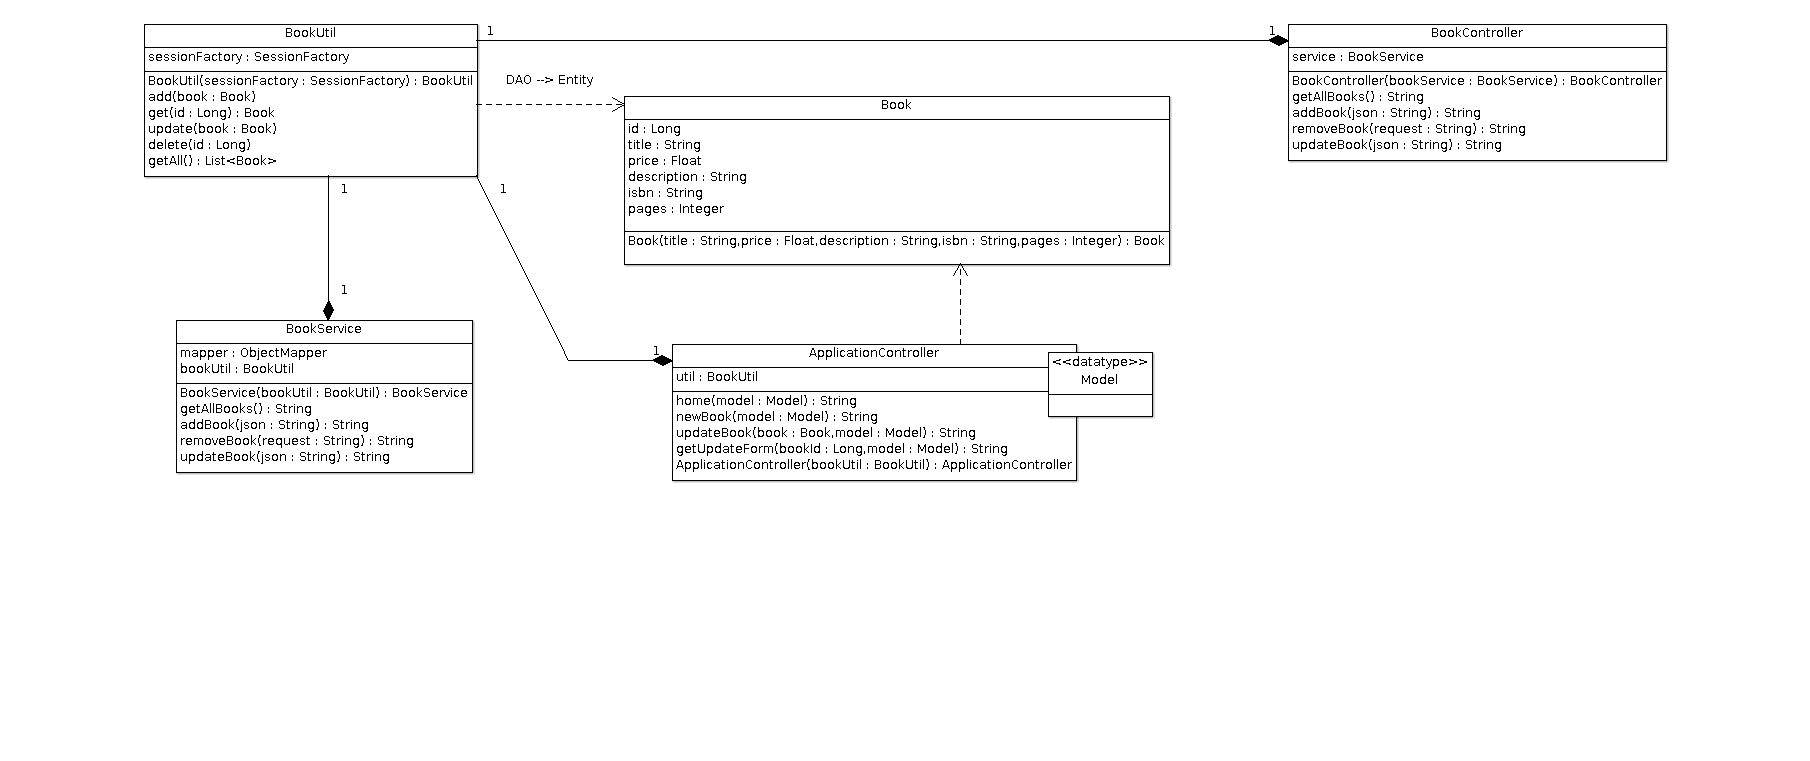 BookUtil
sessionFactory : SessionFactory
BookUtil(sessionFactory : SessionFactory) : BookUtil
add(book : Book)
get(id : Long) : Book
update(book : Book)
delete(id : Long)
getAll() : List<Book>
1
1
BookController
service : BookService
BookController(bookService : BookService) : BookController
getAllBooks() : String
addBook(json : String) : String
removeBook(request : String) : String
updateBook(json : String) : String
DAO --> Entity
Book
id : Long
title : String
price : Float
description : String
isbn : String
pages : Integer
Book(title : String,price : Float,description : String,isbn : String,pages : Integer) : Book
1
1
1
1
BookService
mapper : ObjectMapper
bookUtil : BookUtil
BookService(bookUtil : BookUtil) : BookService
getAllBooks() : String
addBook(json : String) : String
removeBook(request : String) : String
updateBook(json : String) : String
ApplicationController
util : BookUtil
home(model : Model) : String
newBook(model : Model) : String
updateBook(book : Book,model : Model) : String
getUpdateForm(bookId : Long,model : Model) : String
ApplicationController(bookUtil : BookUtil) : ApplicationController
<<datatype>>
Model